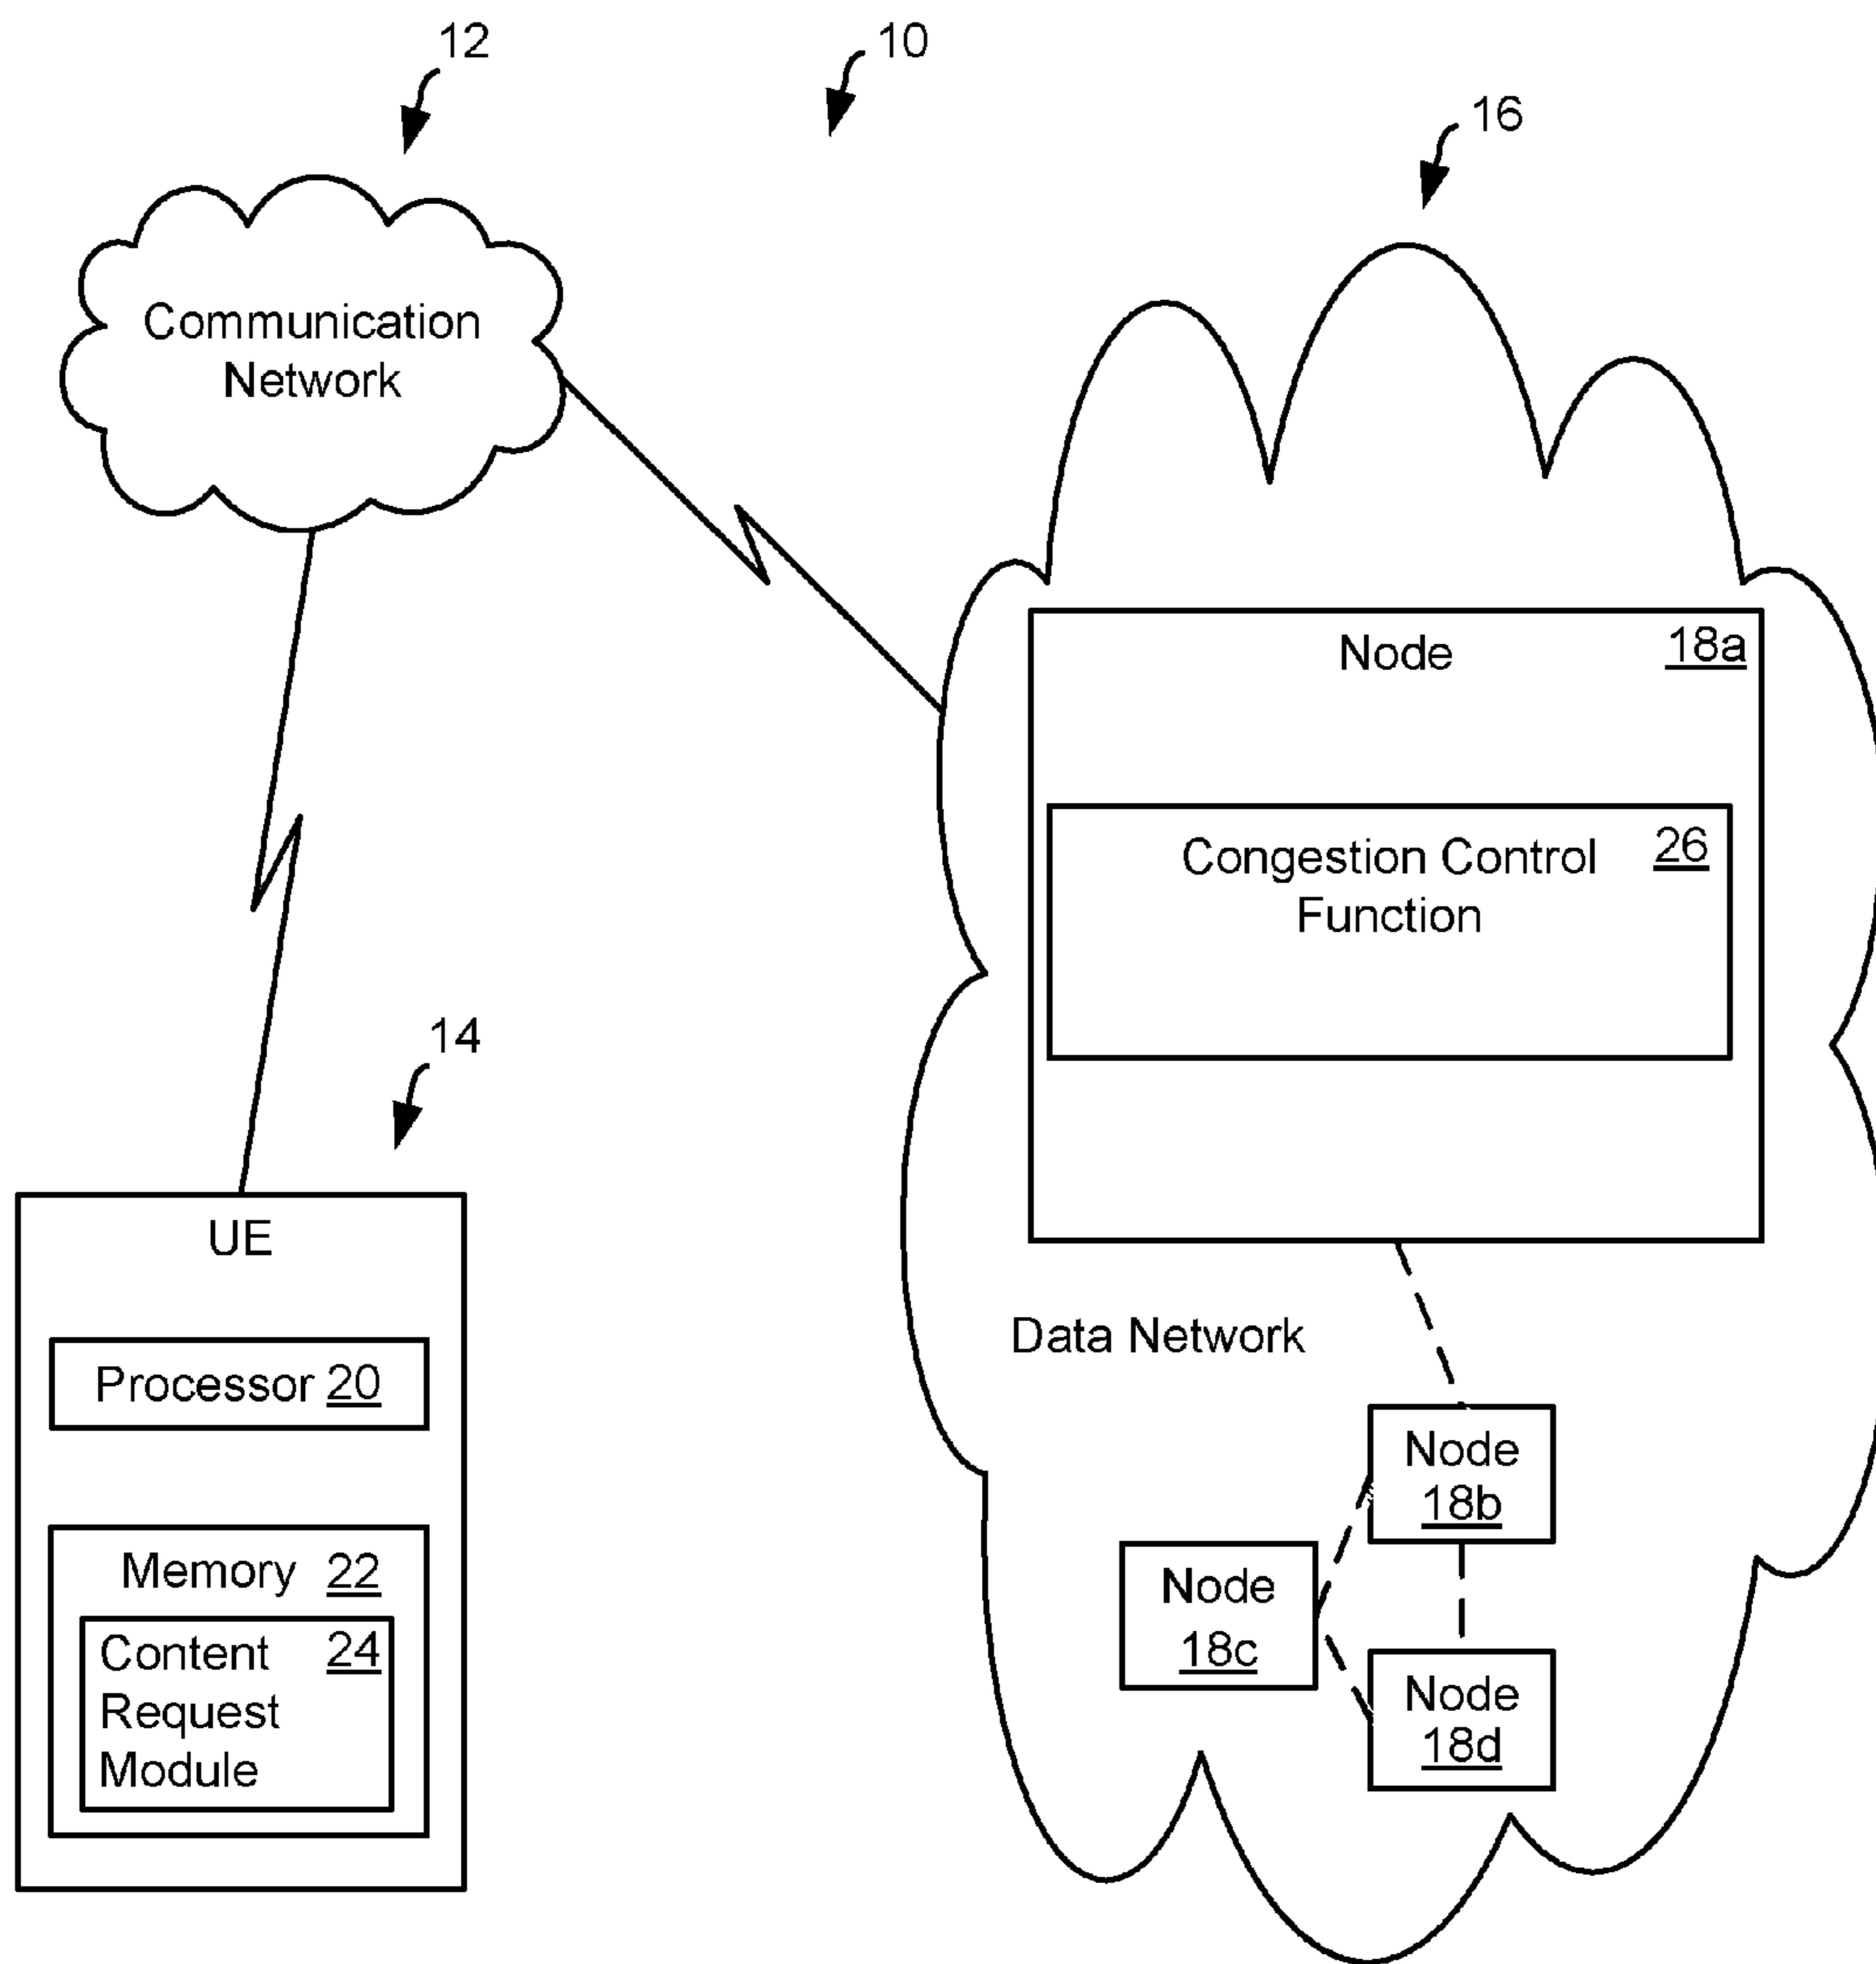 12
10
16
Communication
Network
Node 18a
Congestion Control 26
Function
14
UE
Processor 20
Memory 22
Content 24
Request
Module
Data Network
Node
18b
Node
18c
Node
18d